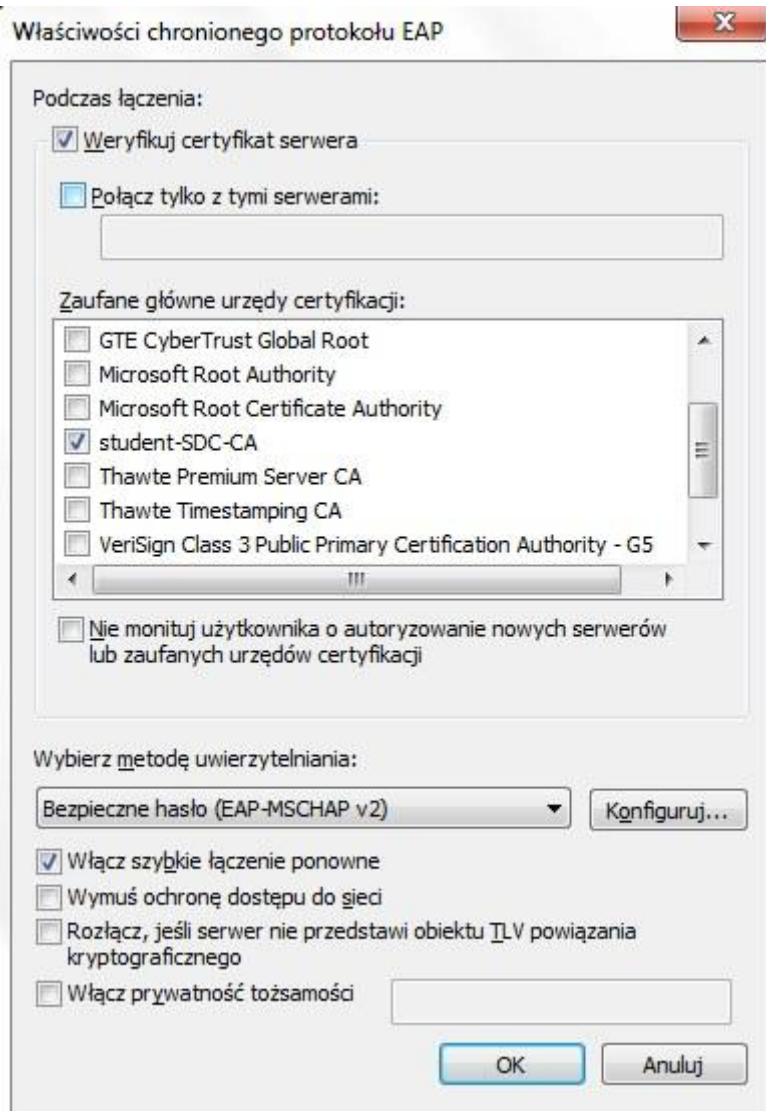 Właściwości chronionego protokołu EAP
Podczas łączenia:
Weryfikuj certyfikat serwera
Połącz tylko z tymi serwerami:
Zaufane główne urzędy certyfikacji:
GTE CyberTrust Global Root
Microsoft Root Authority
Microsoft Root Certificate Authority
student-SDC-CA
Thawte Premium Server CA
Thawte Timestamping CA
VeriSign Class 3 Public Primary Certification Authority - G5
Nie monituj użytkownika o autoryzowanie nowych serwerów
lub zaufanych urzędów certyfikacji
Wybierz metodę uwierzytelniania:
Bezpieczne hasło (EAP-MSCHAP v2) Konfiguruj...
Włącz szybkie łączenie ponowne
Wymuś ochronę dostępu do sieci
Rozłącz, jeśli serwer nie przedstawi obiektu TLV powiązania
kryptograficznego
Włącz prywatność tożsamości
OK Anuluj